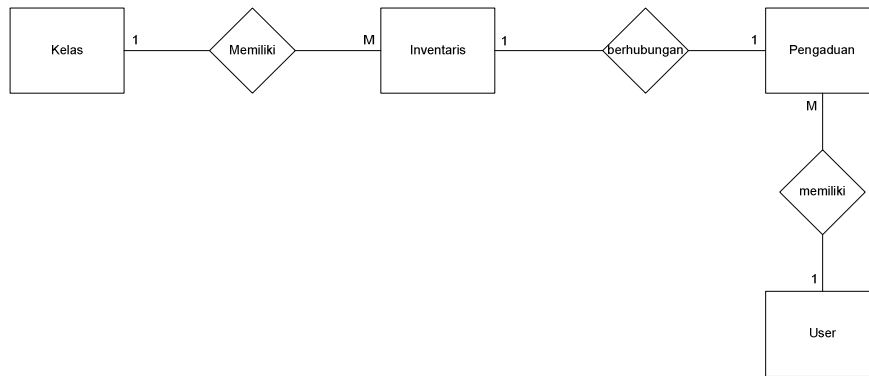 Kelas
1
Memiliki
M
Inventaris
1
berhubungan
1
Pengaduan
M
memiliki
1
User